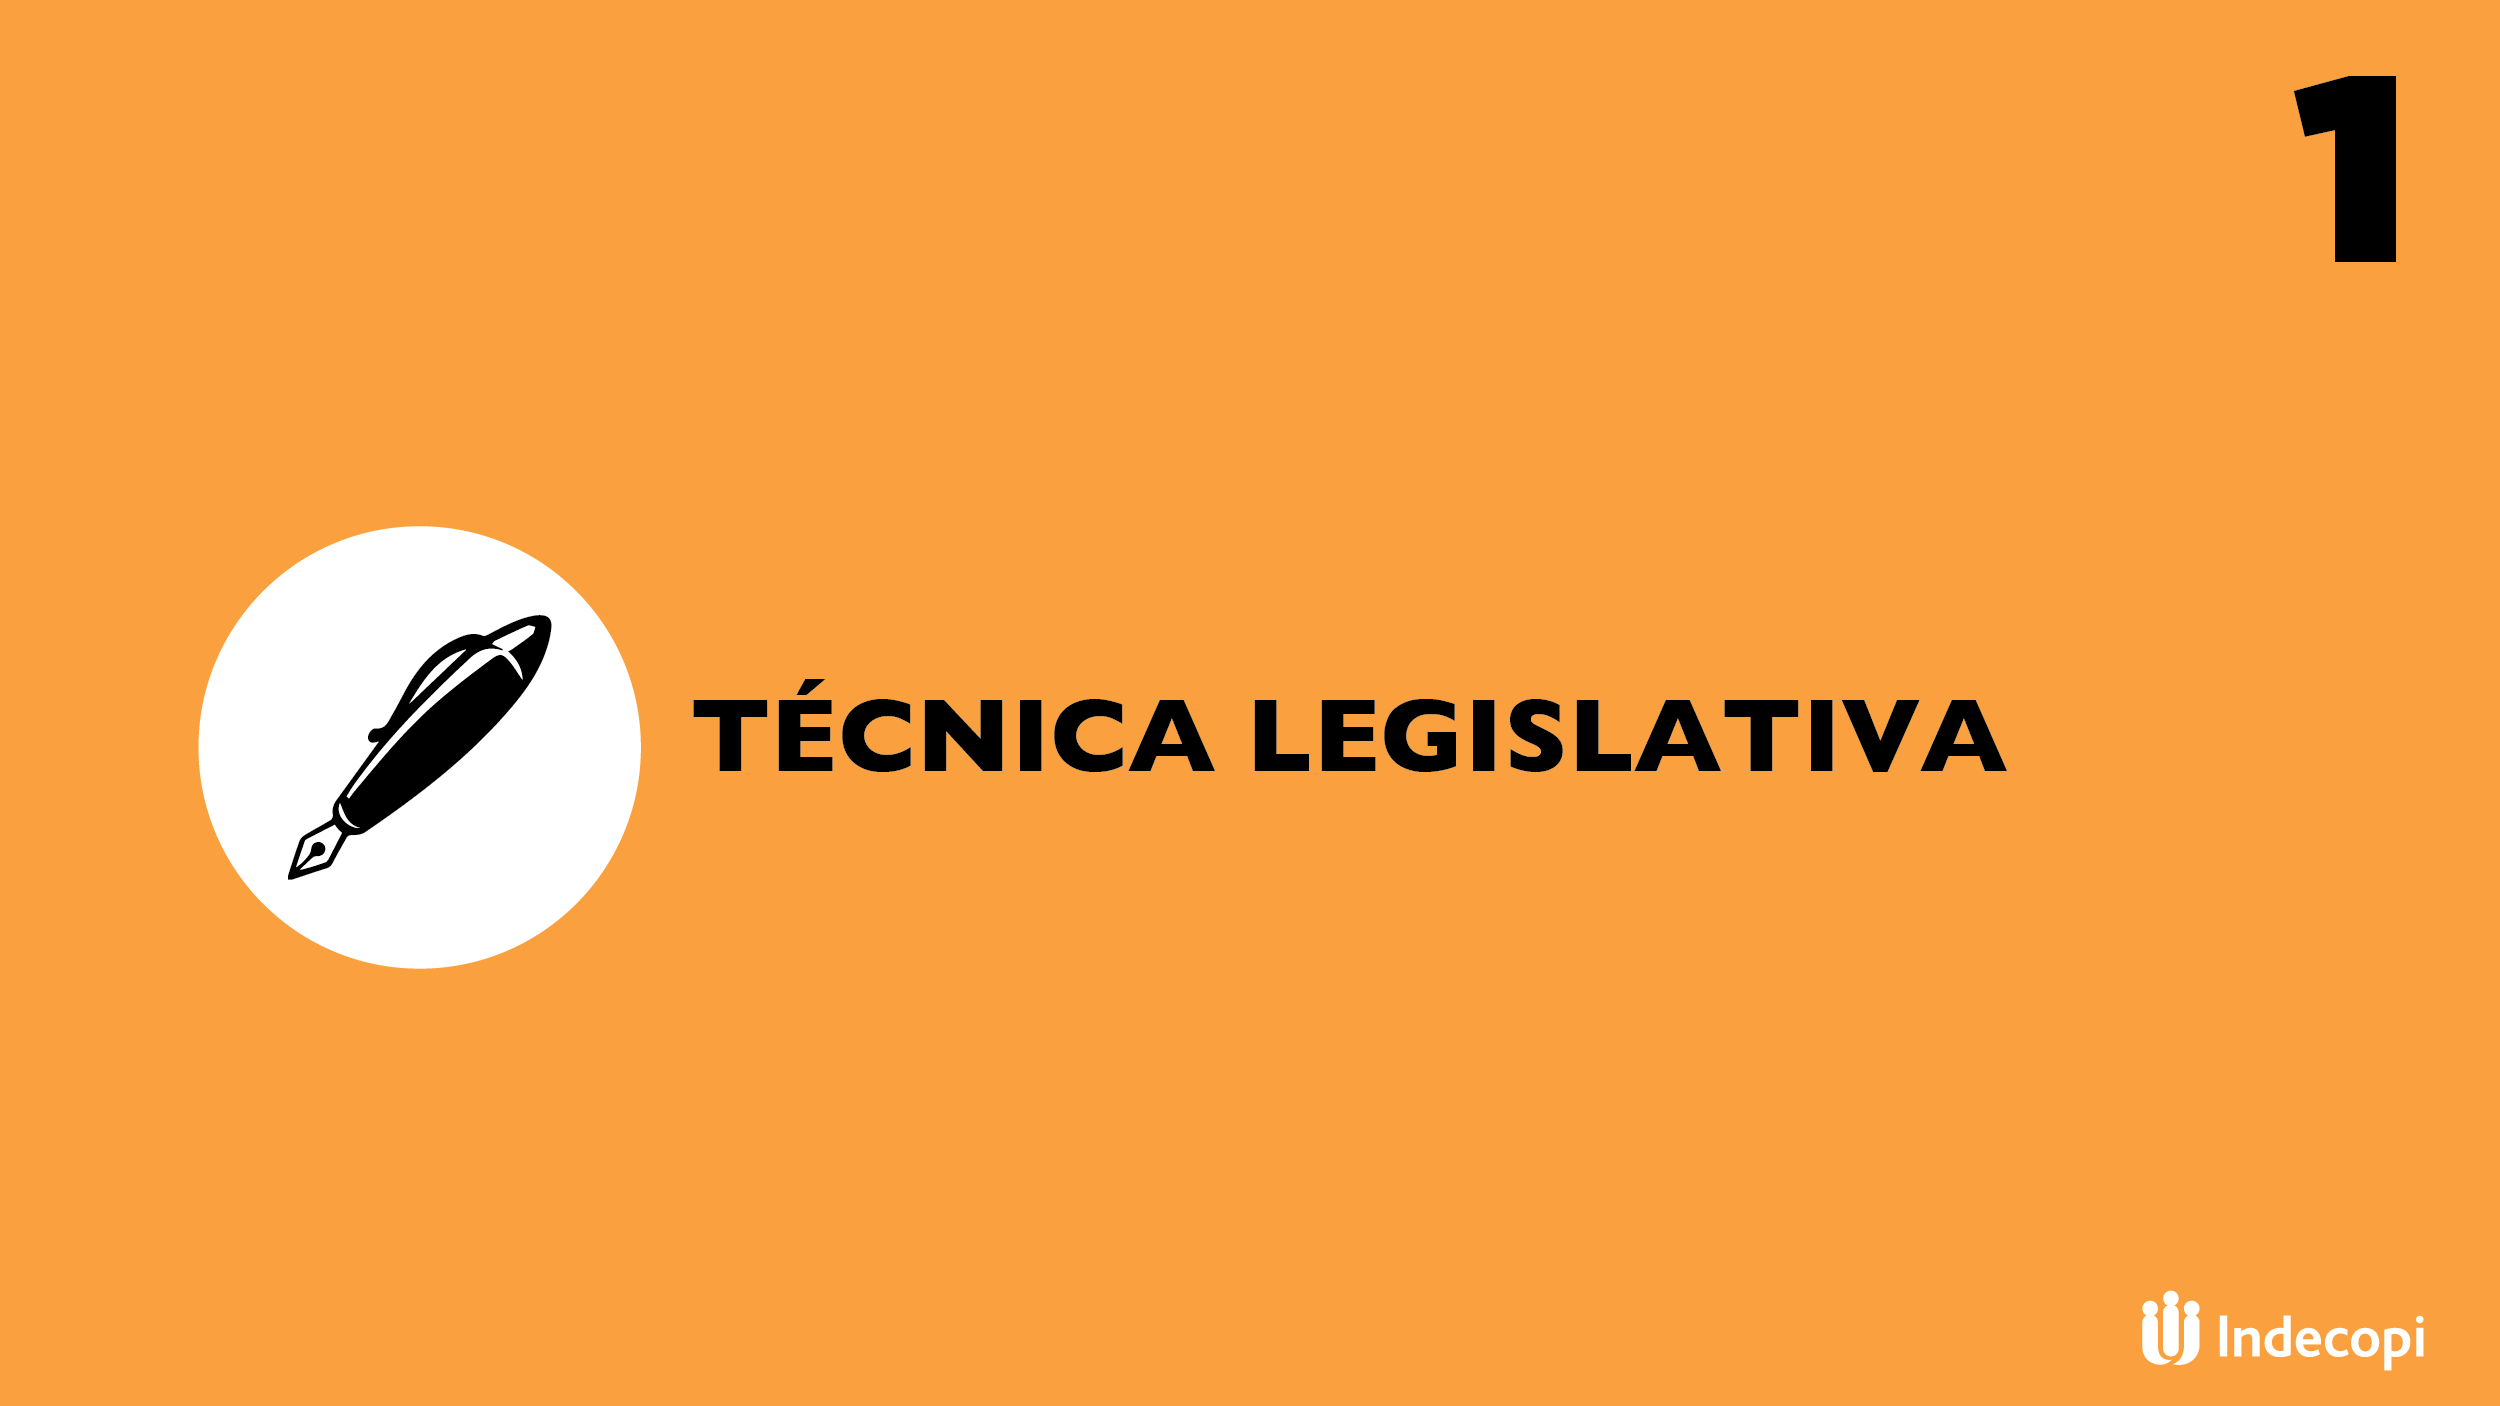 1
TÉCNICA LEGISLATIVA
Indecopi